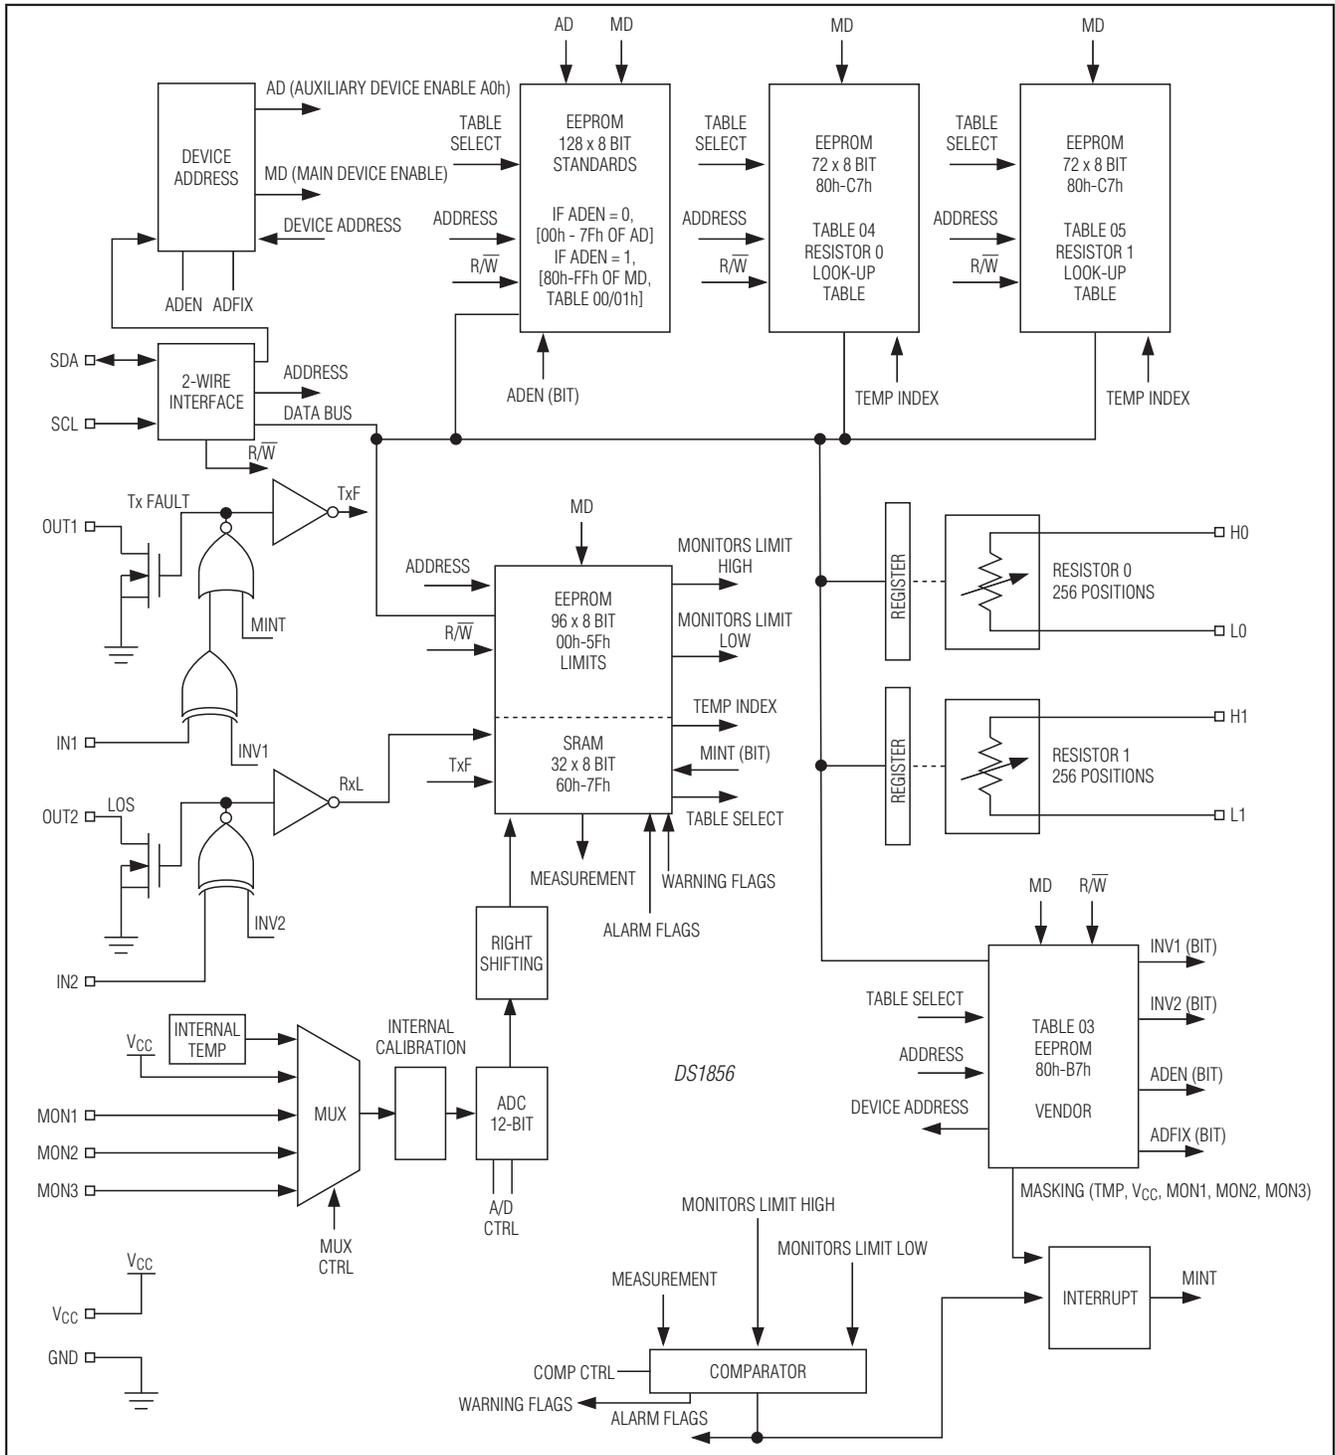 AD
MD
MD
MD
DEVICE
ADDRESS
AD (AUXILIARY DEVICE ENABLE A0h)
MD (MAIN DEVICE ENABLE)
DEVICE ADDRESS
ADEN
ADFIX
TABLE
SELECT
ADDRESS
R/W̅
EEPROM
128 x 8 BIT
STANDARDS
IF ADEN = 0,
[00h - 7Fh OF AD]
IF ADEN = 1,
[80h-FFh OF MD,
TABLE 00/01h]
ADEN (BIT)
TABLE
SELECT
ADDRESS
R/W̅
EEPROM
72 x 8 BIT
80h-C7h
TABLE 04
RESISTOR 0
LOOK-UP
TABLE
TEMP INDEX
TABLE
SELECT
ADDRESS
R/W̅
EEPROM
72 x 8 BIT
80h-C7h
TABLE 05
RESISTOR 1
LOOK-UP
TABLE
TEMP INDEX
SDA
SCL
2-WIRE
INTERFACE
ADDRESS
DATA BUS
R/W̅
Tx FAULT
TxF
OUT1
MINT
IN1
INV1
LOS
RxL
OUT2
INV2
IN2
MD
ADDRESS
R/W̅
TxF
EEPROM
96 x 8 BIT
00h-5Fh
LIMITS
SRAM
32 x 8 BIT
60h-7Fh
MONITORS LIMIT
HIGH
MONITORS LIMIT
LOW
TEMP INDEX
MINT (BIT)
TABLE SELECT
MEASUREMENT
WARNING FLAGS
ALARM FLAGS
REGISTER
RESISTOR 0
256 POSITIONS
H0
L0
REGISTER
RESISTOR 1
256 POSITIONS
H1
L1
RIGHT
SHIFTING
INTERNAL
TEMP
VCC
MON1
MON2
MON3
MUX
MUX
CTRL
INTERNAL
CALIBRATION
ADC
12-BIT
A/D
CTRL
DS1856
MD
R/W̅
TABLE SELECT
ADDRESS
DEVICE ADDRESS
TABLE 03
EEPROM
80h-B7h
VENDOR
INV1 (BIT)
INV2 (BIT)
ADEN (BIT)
ADFIX (BIT)
MASKING (TMP, VCC, MON1, MON2, MON3)
VCC
VCC
GND
MONITORS LIMIT HIGH
MONITORS LIMIT LOW
MEASUREMENT
COMP CTRL
COMPARATOR
WARNING FLAGS
ALARM FLAGS
INTERRUPT
MINT